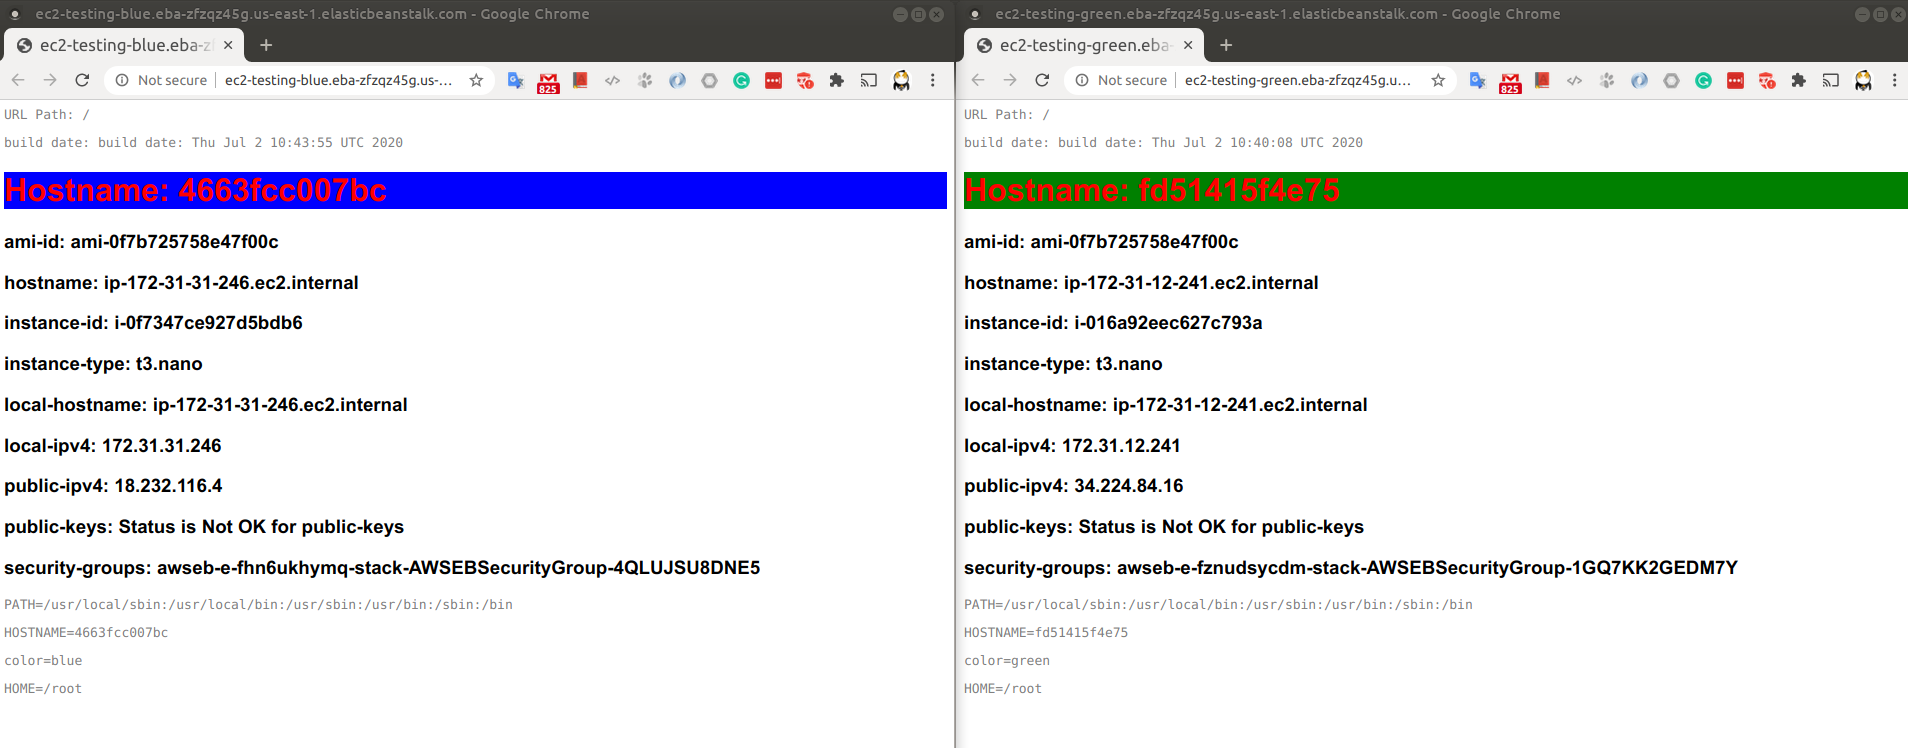 ec2-testing-blue.eba-zfzqz45g.us-east-1.elasticbeanstalk.com - Google Chrome
ec2-testing-blue.eba-zf
Not secure
ec2-testing-blue.eba-zfzqz45g.us-...
825
URL Path: /
build date: build date: Thu Jul 2 10:43:55 UTC 2020
Hostname: 4663fcc007bc
ami-id: ami-0f7b725758e47f00c
hostname: ip-172-31-31-246.ec2.internal
instance-id: i-0f7347ce927d5bdb6
instance-type: t3.nano
local-hostname: ip-172-31-31-246.ec2.internal
local-ipv4: 172.31.31.246
public-ipv4: 18.232.116.4
public-keys: Status is Not OK for public-keys
security-groups: awseb-e-fhn6ukhymq-stack-AWSEBSecurityGroup-4QLUJSU8DNE5
PATH=/usr/local/sbin:/usr/local/bin:/usr/sbin:/usr/bin:/sbin:/bin
HOSTNAME=4663fcc007bc
color=blue
HOME=/root
ec2-testing-green.eba-zfzqz45g.us-east-1.elasticbeanstalk.com - Google Chrome
ec2-testing-green.eba-
Not secure
ec2-testing-green.eba-zfzqz45g.u...
825
URL Path: /
build date: build date: Thu Jul 2 10:40:08 UTC 2020
Hostname: fd51415f4e75
ami-id: ami-0f7b725758e47f00c
hostname: ip-172-31-12-241.ec2.internal
instance-id: i-016a92eec627c793a
instance-type: t3.nano
local-hostname: ip-172-31-12-241.ec2.internal
local-ipv4: 172.31.12.241
public-ipv4: 34.224.84.16
public-keys: Status is Not OK for public-keys
security-groups: awseb-e-fznudsycdm-stack-AWSEBSecurityGroup-1GQ7KK2GEDM7Y
PATH=/usr/local/sbin:/usr/local/bin:/usr/sbin:/usr/bin:/sbin:/bin
HOSTNAME=fd51415f4e75
color=green
HOME=/root